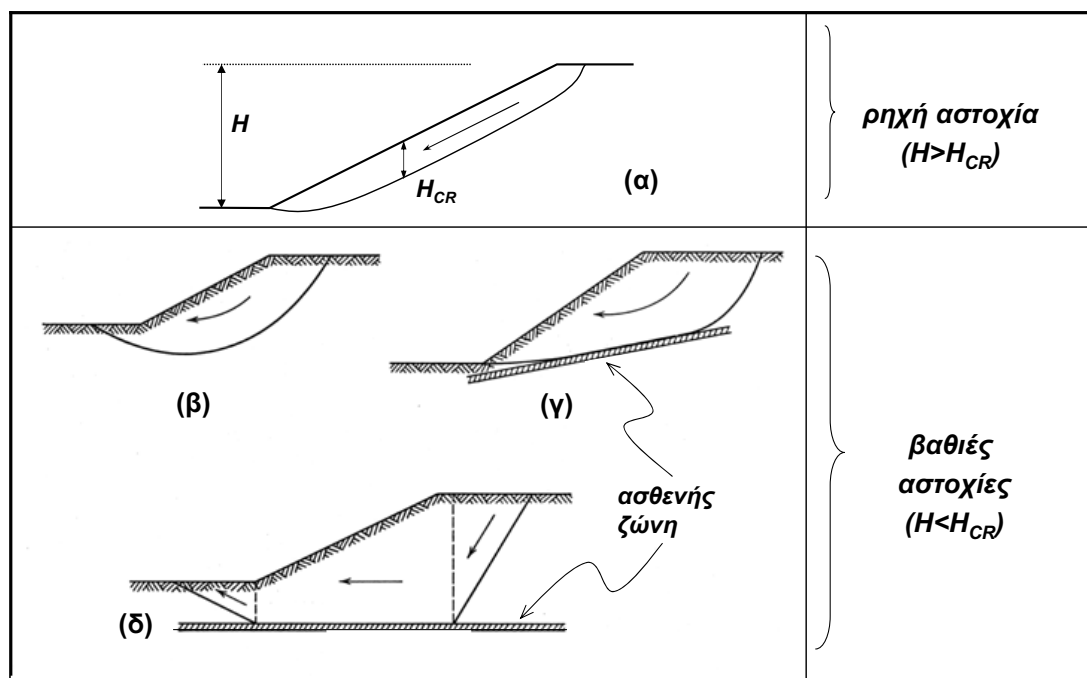 H
H_CR
(α)
ρηχή αστοχία
(H>H_CR)
(β)
(γ)
ασθενής
ζώνη
(δ)
βαθιές
αστοχίες
(H<H_CR)